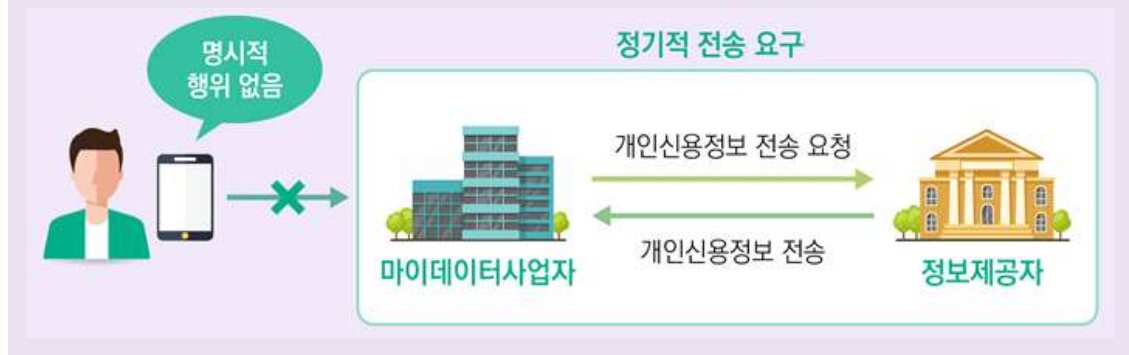 정기적 전송 요구
명시적
행위 없음
개인신용정보 전송 요청
개인신용정보 전송
마이데이터사업자
정보제공자